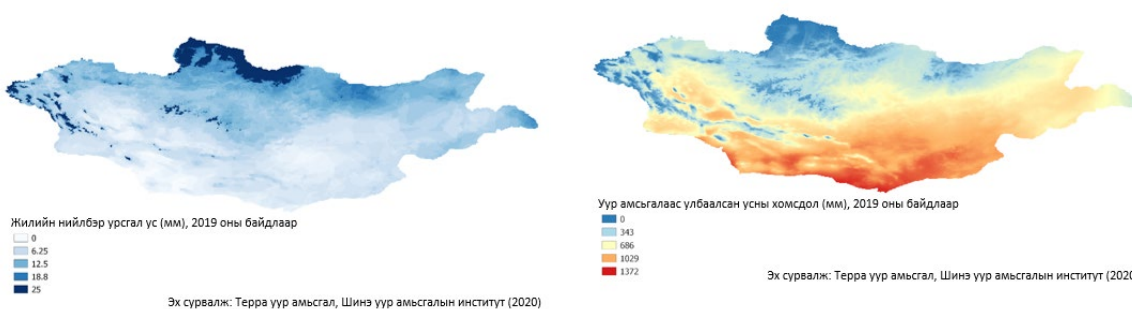 Жилийн нийлбэр урсгал ус (мм), 2019 оны байдлаар
0
6.25
12.5
18.8
25
Эх сурвалж: Терра уур амьсгал, Шинэ уур амьсгалын институт (2020)
Уур амьсгалаас улбаалсан усны хомсдол (мм), 2019 оны байдлаар
0
343
686
1029
1372
Эх сурвалж: Терра уур амьсгал, Шинэ уур амьсгалын институт (2020